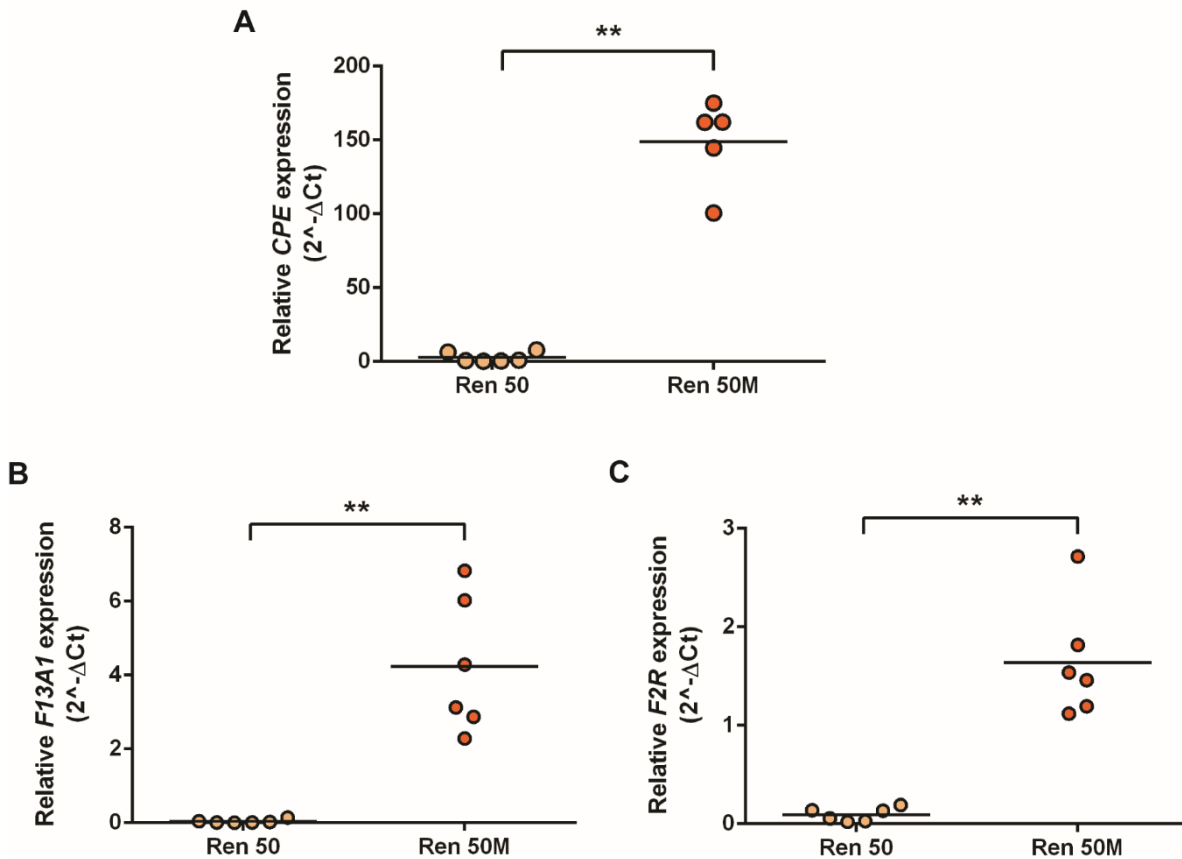 A
**
Relative CPE expression
(2^-ΔCt)
200
150
100
50
0
Ren 50 Ren 50M
B
**
Relative F13A1 expression
(2^-ΔCt)
8
6
4
2
0
Ren 50 Ren 50M
C
**
Relative F2R expression
(2^-ΔCt)
3
2
1
0
Ren 50 Ren 50M